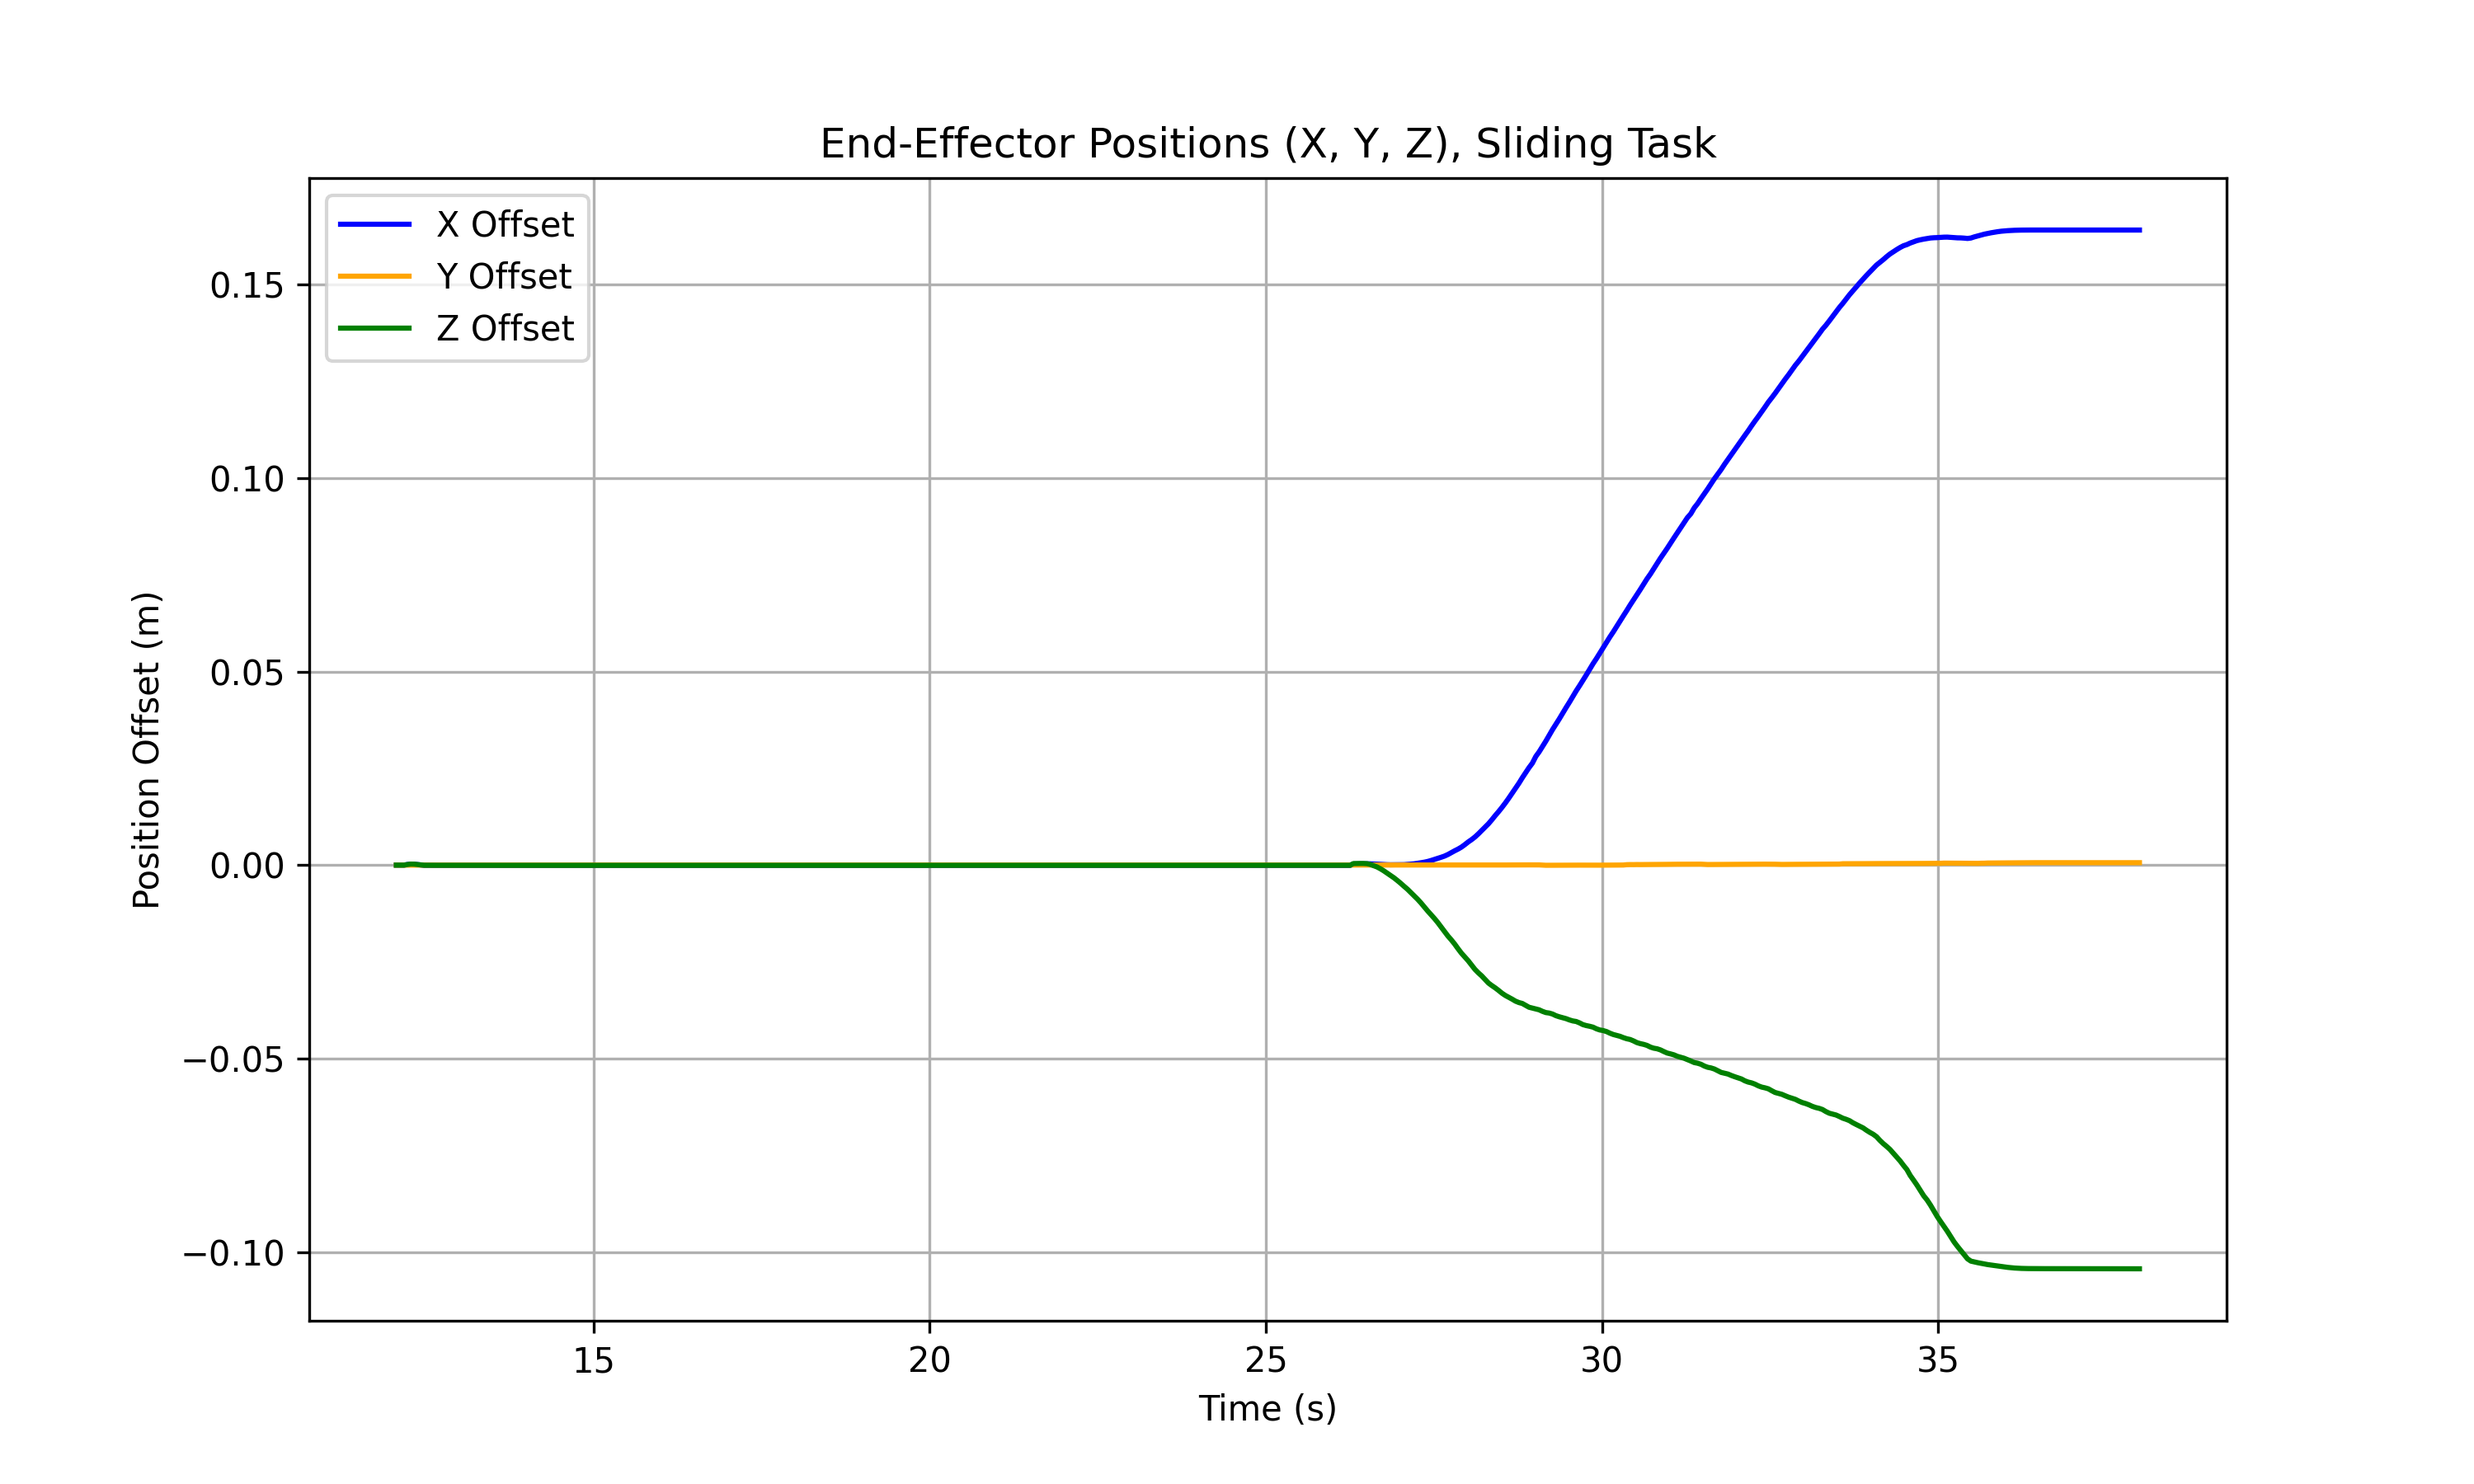 End-Effector Positions (X, Y, Z), Sliding Task
X Offset
Y Offset
Z Offset
Position Offset (m)
0.15
0.10
0.05
0.00
−0.05
−0.10
15 20 25 30 35
Time (s)